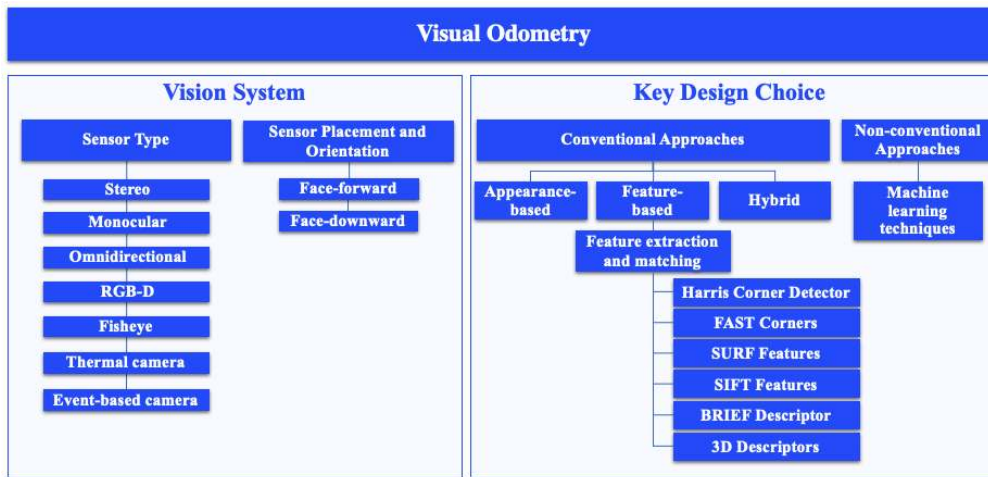 Visual Odometry
Vision System
Sensor Type
Stereo
Monocular
Omnidirectional
RGB-D
Fisheye
Thermal camera
Event-based camera
Sensor Placement and
Orientation
Face-forward
Face-downward
Key Design Choice
Conventional Approaches
Appearance-
based
Feature-
based
Hybrid
Feature extraction
and matching
Harris Corner Detector
FAST Corners
SURF Features
SIFT Features
BRIEF Descriptor
3D Descriptors
Non-conventional
Approaches
Machine
learning
techniques